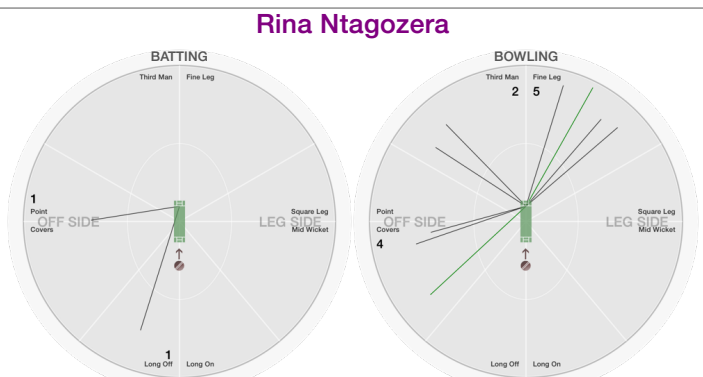 Rina Ntagozera
BATTING
Third Man Fine Leg
1
Point
OFF SIDE
Covers
Square Leg
LEG SIDE
Mid Wicket
1
Long Off Long On
BOWLING
Third Man Fine Leg
2 5
Point
OFF SIDE
Covers
4
Square Leg
LEG SIDE
Mid Wicket
Long Off Long On